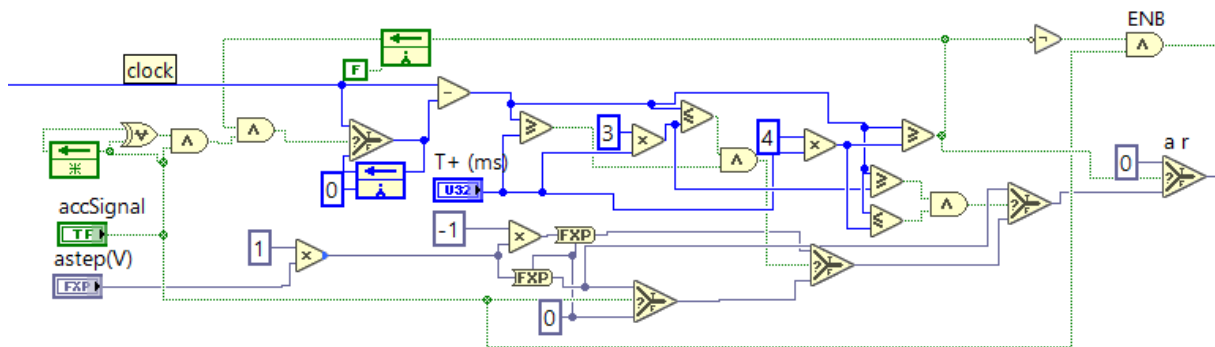 ENB
clock
F
3
4
a r
0
T+ (ms)
U32
0
accSignal
TF
-1
FXP
astep(V)
1
FXP
FXP
0